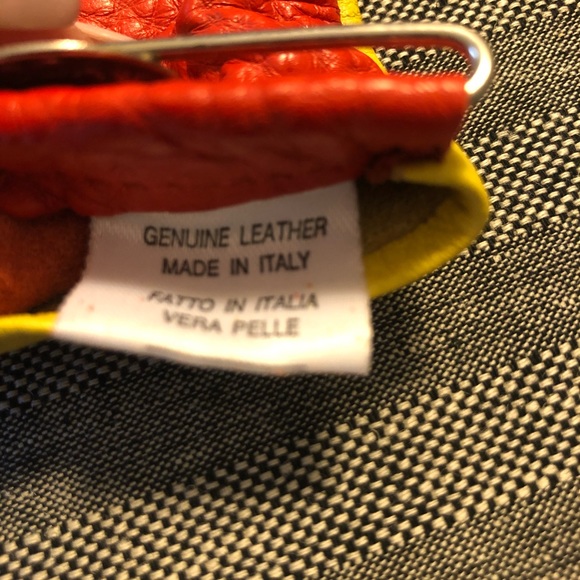 GENUINE LEATHER
MADE IN ITALY
FATTO IN ITALIA
VERA PELLE